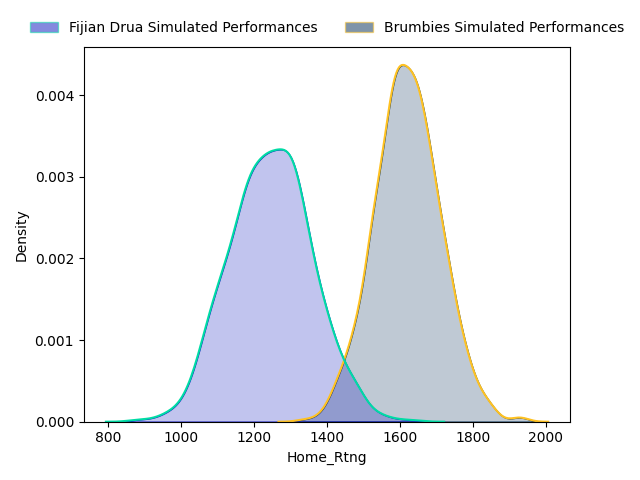 Fijian Drua Simulated Performances Brumbies Simulated Performances
0.004
0.003
0.002
0.001
0.000
Density
800 1000 1200 1400 1600 1800 2000
Home_Rtng